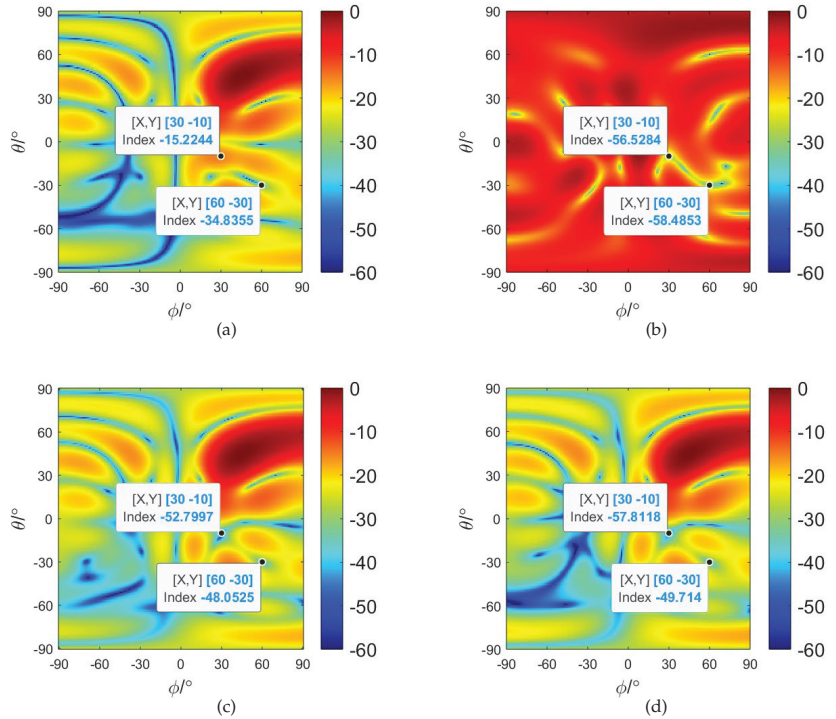 90
60
30
0
-30
-60
-90
θ/°
-90 -60 -30 0 30 60 90
ϕ/°
0
-10
-20
-30
-40
-50
-60
[X,Y] [30 -10]
Index -15.2244
[X,Y] [60 -30]
Index -34.8355
(a)
90
60
30
0
-30
-60
-90
θ/°
-90 -60 -30 0 30 60 90
ϕ/°
0
-10
-20
-30
-40
-50
-60
[X,Y] [30 -10]
Index -56.5284
[X,Y] [60 -30]
Index -58.4853
(b)
90
60
30
0
-30
-60
-90
θ/°
-90 -60 -30 0 30 60 90
ϕ/°
0
-10
-20
-30
-40
-50
-60
[X,Y] [30 -10]
Index -52.7997
[X,Y] [60 -30]
Index -48.0525
(c)
90
60
30
0
-30
-60
-90
θ/°
-90 -60 -30 0 30 60 90
ϕ/°
0
-10
-20
-30
-40
-50
-60
[X,Y] [30 -10]
Index -57.8118
[X,Y] [60 -30]
Index -49.714
(d)